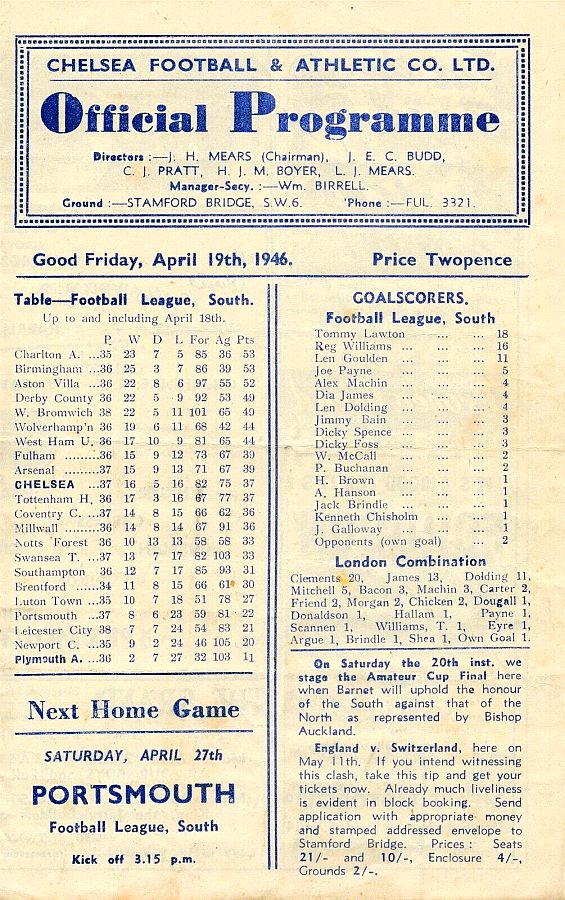 CHELSEA FOOTBALL & ATHLETIC CO. LTD.
Official Programme
Directors :—J. H. MEARS (Chairman), J. E. C. BUDD,
C. J. PRATT, H. J. M. BOYER, L. J. MEARS.
Manager-Secy. :—Wm. BIRRELL.
Ground :—STAMFORD BRIDGE, S.W.6. 'Phone :—FUL. 3321.
Good Friday, April 19th, 1946. Price Twopence
Table—Football League, South.
Up to and including April 18th.
P. W D L For Ag Pts
Charlton A. ...35 23 7 5 85 36 53
Birmingham ...36 25 3 7 86 39 53
Aston Villa ...36 22 8 6 97 55 52
Derby County 36 22 5 9 92 53 49
W. Bromwich 38 22 5 11 101 65 49
Wolverhamp'n 36 19 6 11 68 42 44
West Ham U. 36 17 10 9 81 65 44
Fulham .........36 15 9 12 73 67 39
Arsenal .........37 15 9 13 71 67 39
CHELSEA ...37 16 5 16 82 75 37
Tottenham H. 36 17 3 16 67 77 37
Coventry C. ...37 14 8 15 66 62 36
Millwall .........36 14 8 14 67 91 36
Notts Forest 36 10 13 13 58 58 33
Swansea T. ...37 13 7 17 82 103 33
Southampton 36 12 7 17 85 93 31
Brentford ......34 11 8 15 66 61 30
Luton Town ...35 10 7 18 51 78 27
Portsmouth ...37 8 6 23 59 81 22
Leicester City 38 7 7 24 54 83 21
Newport C. ...35 9 2 24 46 105 20
Plymouth A. ...36 2 7 27 32 103 11
Next Home Game
SATURDAY, APRIL 27th
PORTSMOUTH
Football League, South
Kick off 3.15 p.m.
GOALSCORERS.
Football League, South
Tommy Lawton ... ... 18
Reg Williams ... ... ... 16
Len Goulden ... ... ... 11
Joe Payne ... ... ... 5
Alex Machin ... ... ... 4
Dia James ... ... ... 4
Len Dolding ... ... ... 4
Jimmy Bain ... ... ... 3
Dicky Spence ... ... ... 3
Dicky Foss ... ... ... 3
W. McCall ... ... ... 2
P. Buchanan ... ... ... 2
H. Brown ... ... ... 1
A. Hanson ... ... ... 1
Jack Brindle ... ... ... 1
Kenneth Chisholm ... ... 1
J. Galloway ... ... ... 1
Opponents (own goal) ... 2
London Combination
Clements 20, James 13, Dolding 11,
Mitchell 5, Bacon 3, Machin 3, Carter 2,
Friend 2, Morgan 2, Chicken 2, Dougall 1,
Donaldson 1, Hallam 1, Payne 1,
Scannen 1, Williams, T. 1, Eyre 1,
Argue 1, Brindle 1, Shea 1, Own Goal 1.
On Saturday the 20th inst. we
stage the Amateur Cup Final here
when Barnet will uphold the honour
of the South against that of the
North as represented by Bishop
Auckland.
England v. Switzerland, here on
May 11th. If you intend witnessing
this clash, take this tip and get your
tickets now. Already much liveliness
is evident in block booking. Send
application with appropriate money
and stamped addressed envelope to
Stamford Bridge. Prices : Seats
21/- and 10/-, Enclosure 4/-,
Grounds 2/-.